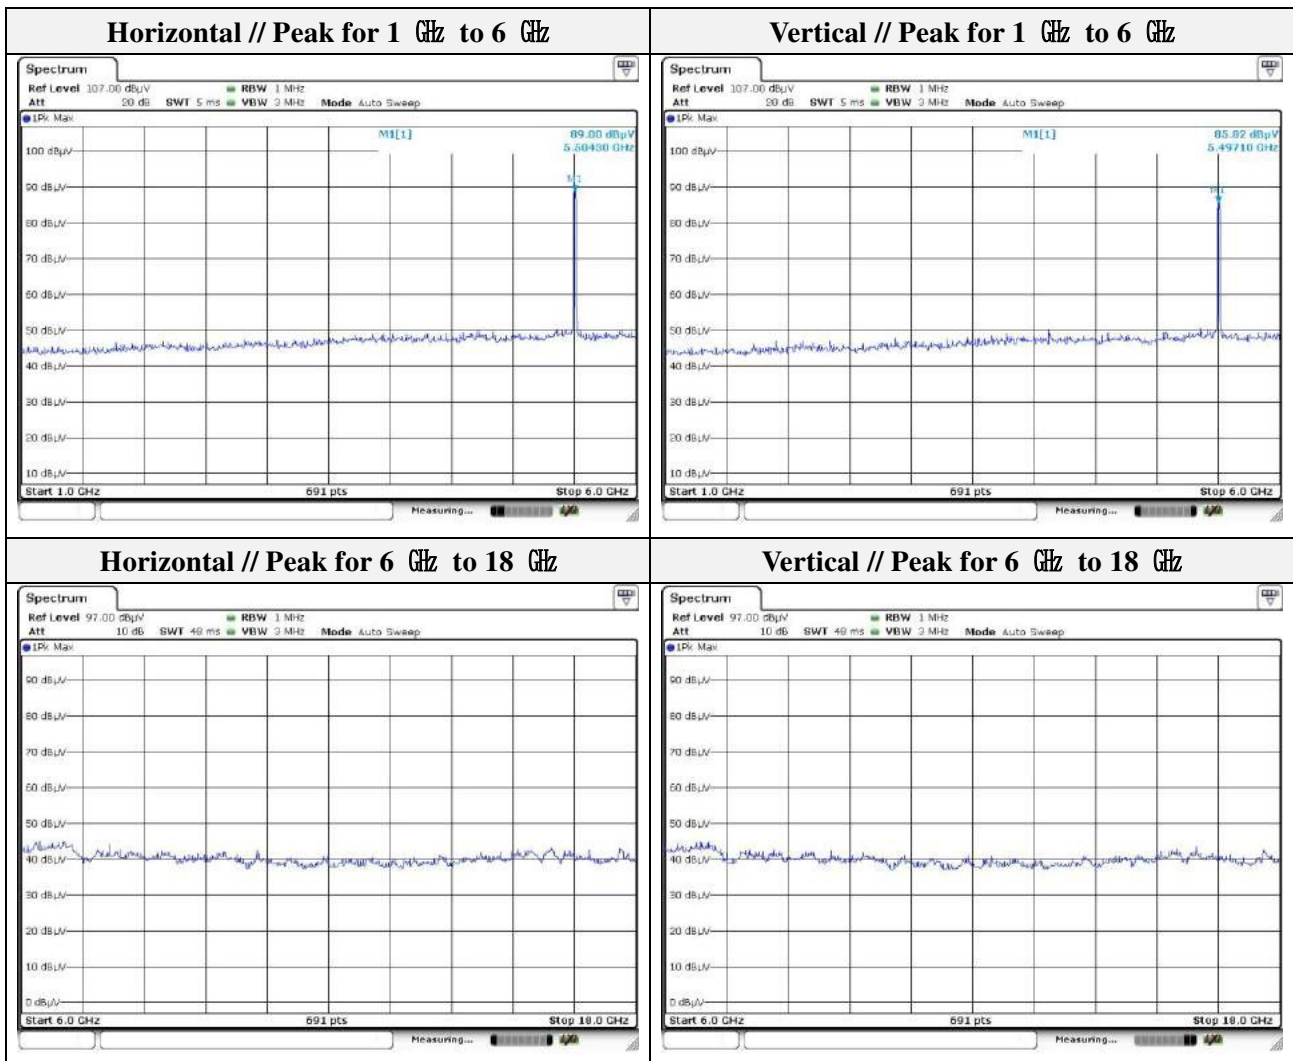 Horizontal // Peak for 1 ㎓ to 6 ㎓
Vertical // Peak for 1 ㎓ to 6 ㎓
Spectrum
Ref Level 107.00 dBµV RBW 1 MHz
Att 20 dB SWT 5 ms VBW 3 MHz Mode Auto Sweep
1Pk Max
M1[1] 89.00 dBµV
5.50430 GHz
M1
100 dBµV
90 dBµV
80 dBµV
70 dBµV
60 dBµV
50 dBµV
40 dBµV
30 dBµV
20 dBµV
10 dBµV
Start 1.0 GHz 691 pts Stop 6.0 GHz
Measuring...
Spectrum
Ref Level 107.00 dBµV RBW 1 MHz
Att 20 dB SWT 5 ms VBW 3 MHz Mode Auto Sweep
1Pk Max
M1[1] 85.82 dBµV
5.49710 GHz
M1
100 dBµV
90 dBµV
80 dBµV
70 dBµV
60 dBµV
50 dBµV
40 dBµV
30 dBµV
20 dBµV
10 dBµV
Start 1.0 GHz 691 pts Stop 6.0 GHz
Measuring...
Horizontal // Peak for 6 ㎓ to 18 ㎓
Vertical // Peak for 6 ㎓ to 18 ㎓
Spectrum
Ref Level 97.00 dBµV RBW 1 MHz
Att 10 dB SWT 48 ms VBW 3 MHz Mode Auto Sweep
1Pk Max
90 dBµV
80 dBµV
70 dBµV
60 dBµV
50 dBµV
40 dBµV
30 dBµV
20 dBµV
10 dBµV
0 dBµV
Start 6.0 GHz 691 pts Stop 18.0 GHz
Measuring...
Spectrum
Ref Level 97.00 dBµV RBW 1 MHz
Att 10 dB SWT 48 ms VBW 3 MHz Mode Auto Sweep
1Pk Max
90 dBµV
80 dBµV
70 dBµV
60 dBµV
50 dBµV
40 dBµV
30 dBµV
20 dBµV
10 dBµV
0 dBµV
Start 6.0 GHz 691 pts Stop 18.0 GHz
Measuring...